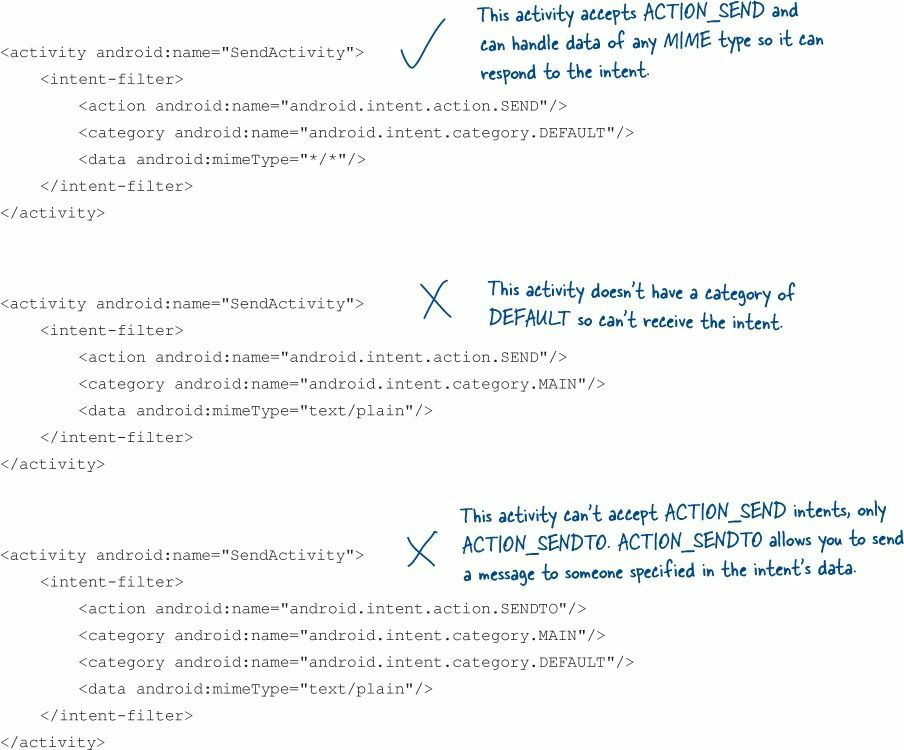 This activity accepts ACTION_SEND and
can handle data of any MIME type so it can
respond to the intent.
<activity android:name="SendActivity">
    <intent-filter>
        <action android:name="android.intent.action.SEND"/>
        <category android:name="android.intent.category.DEFAULT"/>
        <data android:mimeType="*/*"/>
    </intent-filter>
</activity>
This activity doesn't have a category of
DEFAULT so can't receive the intent.
<activity android:name="SendActivity">
    <intent-filter>
        <action android:name="android.intent.action.SEND"/>
        <category android:name="android.intent.category.MAIN"/>
        <data android:mimeType="text/plain"/>
    </intent-filter>
</activity>
This activity can't accept ACTION_SEND intents, only
ACTION_SENDTO. ACTION_SENDTO allows you to send
a message to someone specified in the intent's data.
<activity android:name="SendActivity">
    <intent-filter>
        <action android:name="android.intent.action.SENDTO"/>
        <category android:name="android.intent.category.MAIN"/>
        <category android:name="android.intent.category.DEFAULT"/>
        <data android:mimeType="text/plain"/>
    </intent-filter>
</activity>